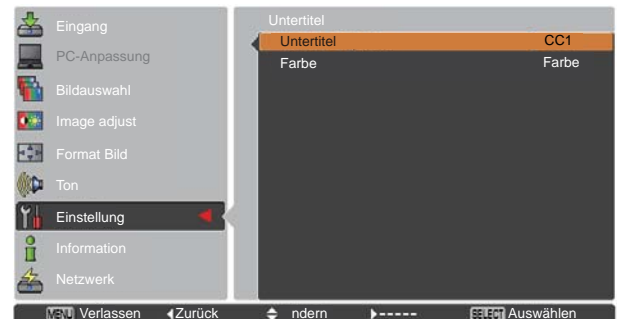 Eingang
PC-Anpassung
Bildauswahl
Image adjust
Format Bild
Ton
Einstellung
Information
Netzwerk
Untertitel
Untertitel CC1
Farbe Farbe
MENU Verlassen Zurück ndern ----- SELECT Auswählen